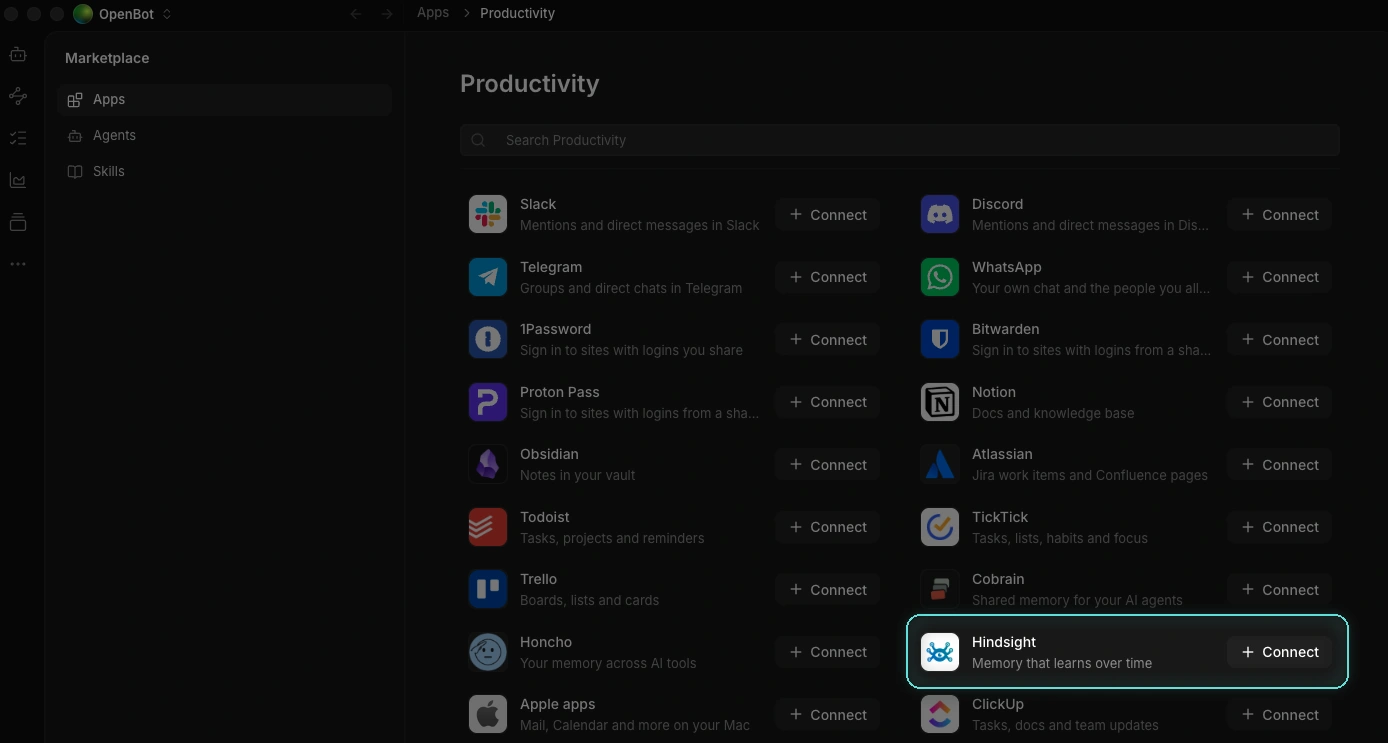 OpenBot
Apps > Productivity
Marketplace
Apps
Agents
Skills
Productivity
Search Productivity
Slack
Mentions and direct messages in Slack
+ Connect
Discord
Mentions and direct messages in Dis...
+ Connect
Telegram
Groups and direct chats in Telegram
+ Connect
WhatsApp
Your own chat and the people you all...
+ Connect
1Password
Sign in to sites with logins you share
+ Connect
Bitwarden
Sign in to sites with logins from a sha...
+ Connect
Proton Pass
Sign in to sites with logins from a sha...
+ Connect
Notion
Docs and knowledge base
+ Connect
Obsidian
Notes in your vault
+ Connect
Atlassian
Jira work items and Confluence pages
+ Connect
Todoist
Tasks, projects and reminders
+ Connect
TickTick
Tasks, lists, habits and focus
+ Connect
Trello
Boards, lists and cards
+ Connect
Cobrain
Shared memory for your AI agents
+ Connect
Honcho
Your memory across AI tools
+ Connect
Hindsight
Memory that learns over time
+ Connect
Apple apps
Mail, Calendar and more on your Mac
+ Connect
ClickUp
Tasks, docs and team updates
+ Connect